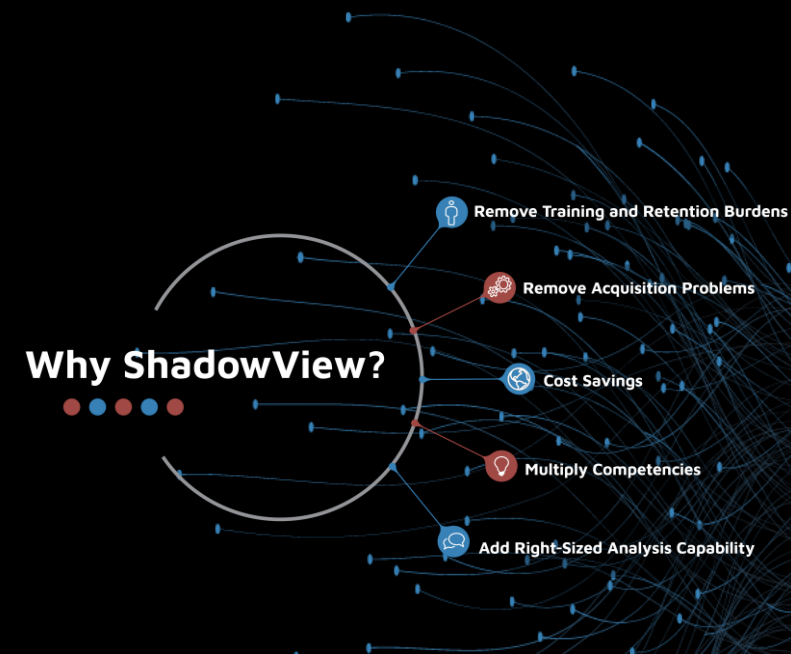 Why ShadowView?
Remove Training and Retention Burdens
Remove Acquisition Problems
Cost Savings
Multiply Competencies
Add Right-Sized Analysis Capability